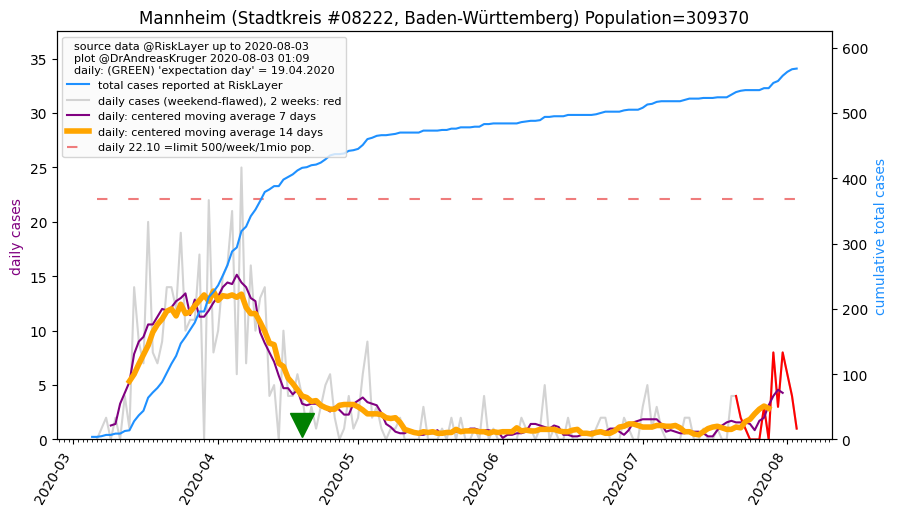 Mannheim (Stadtkreis #08222, Baden-Württemberg) Population=309370
source data @RiskLayer up to 2020-08-03
plot @DrAndreasKruger 2020-08-03 01:09
daily: (GREEN) 'expectation day' = 19.04.2020
total cases reported at RiskLayer
daily cases (weekend-flawed), 2 weeks: red
daily: centered moving average 7 days
daily: centered moving average 14 days
daily 22.10 =limit 500/week/1mio pop.
daily cases
35
30
25
20
15
10
5
0
cumulative total cases
600
500
400
300
200
100
0
2020-03
2020-04
2020-05
2020-06
2020-07
2020-08